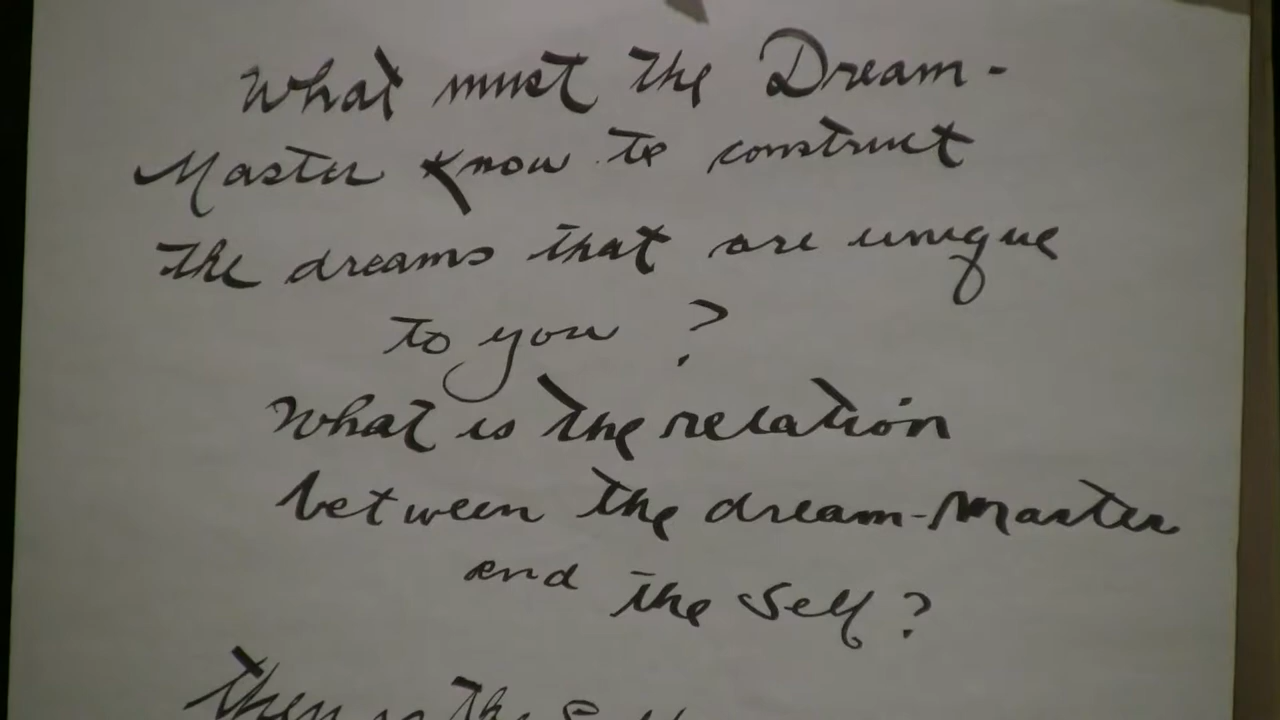 What must the Dream-
Master know to construct
the dreams that are unique
to you ?
What is the relation
between the dream-Master
and the Self ?
the